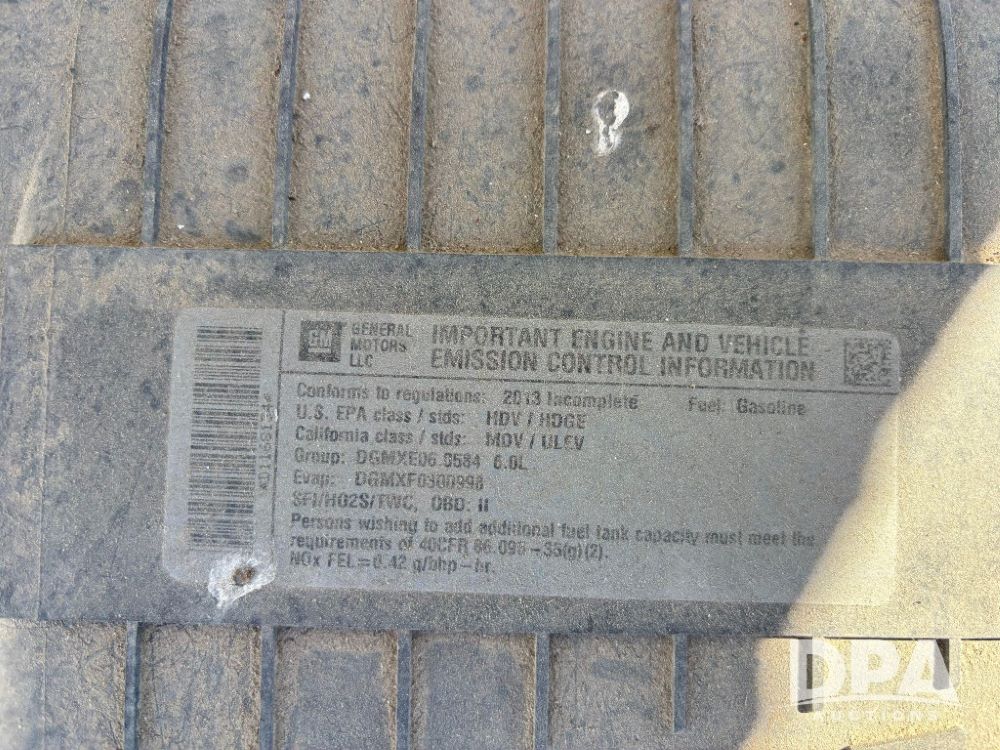 GM GENERAL MOTORS LLC
IMPORTANT ENGINE AND VEHICLE
EMISSION CONTROL INFORMATION
Conforms to regulations: 2013 Incomplete Fuel: Gasoline
U.S. EPA class / stds: HDV / HDGE
California class / stds: MDV / ULEV
Group: DGMXE06.0584 6.0L
Evap: DGMXF0300998
SFI/HO2S/TWC, OBD: II
Persons wishing to add additional fuel tank capacity must meet the
requirements of 40CFR 86.098-35(g)(2).
NOx FEL=0.42 g/bhp-hr.
DPA
AUCTIONS